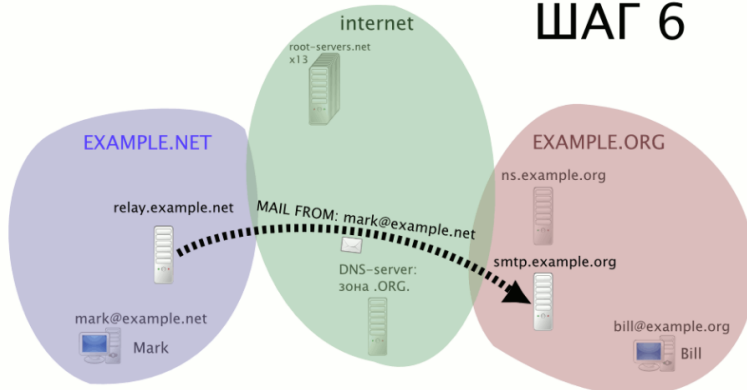 ШАГ 6
internet
root-servers.net
x13
EXAMPLE.NET
EXAMPLE.ORG
ns.example.org
relay.example.net
MAIL FROM: mark@example.net
smtp.example.org
DNS-server:
зона .ORG.
mark@example.net
Mark
bill@example.org
Bill